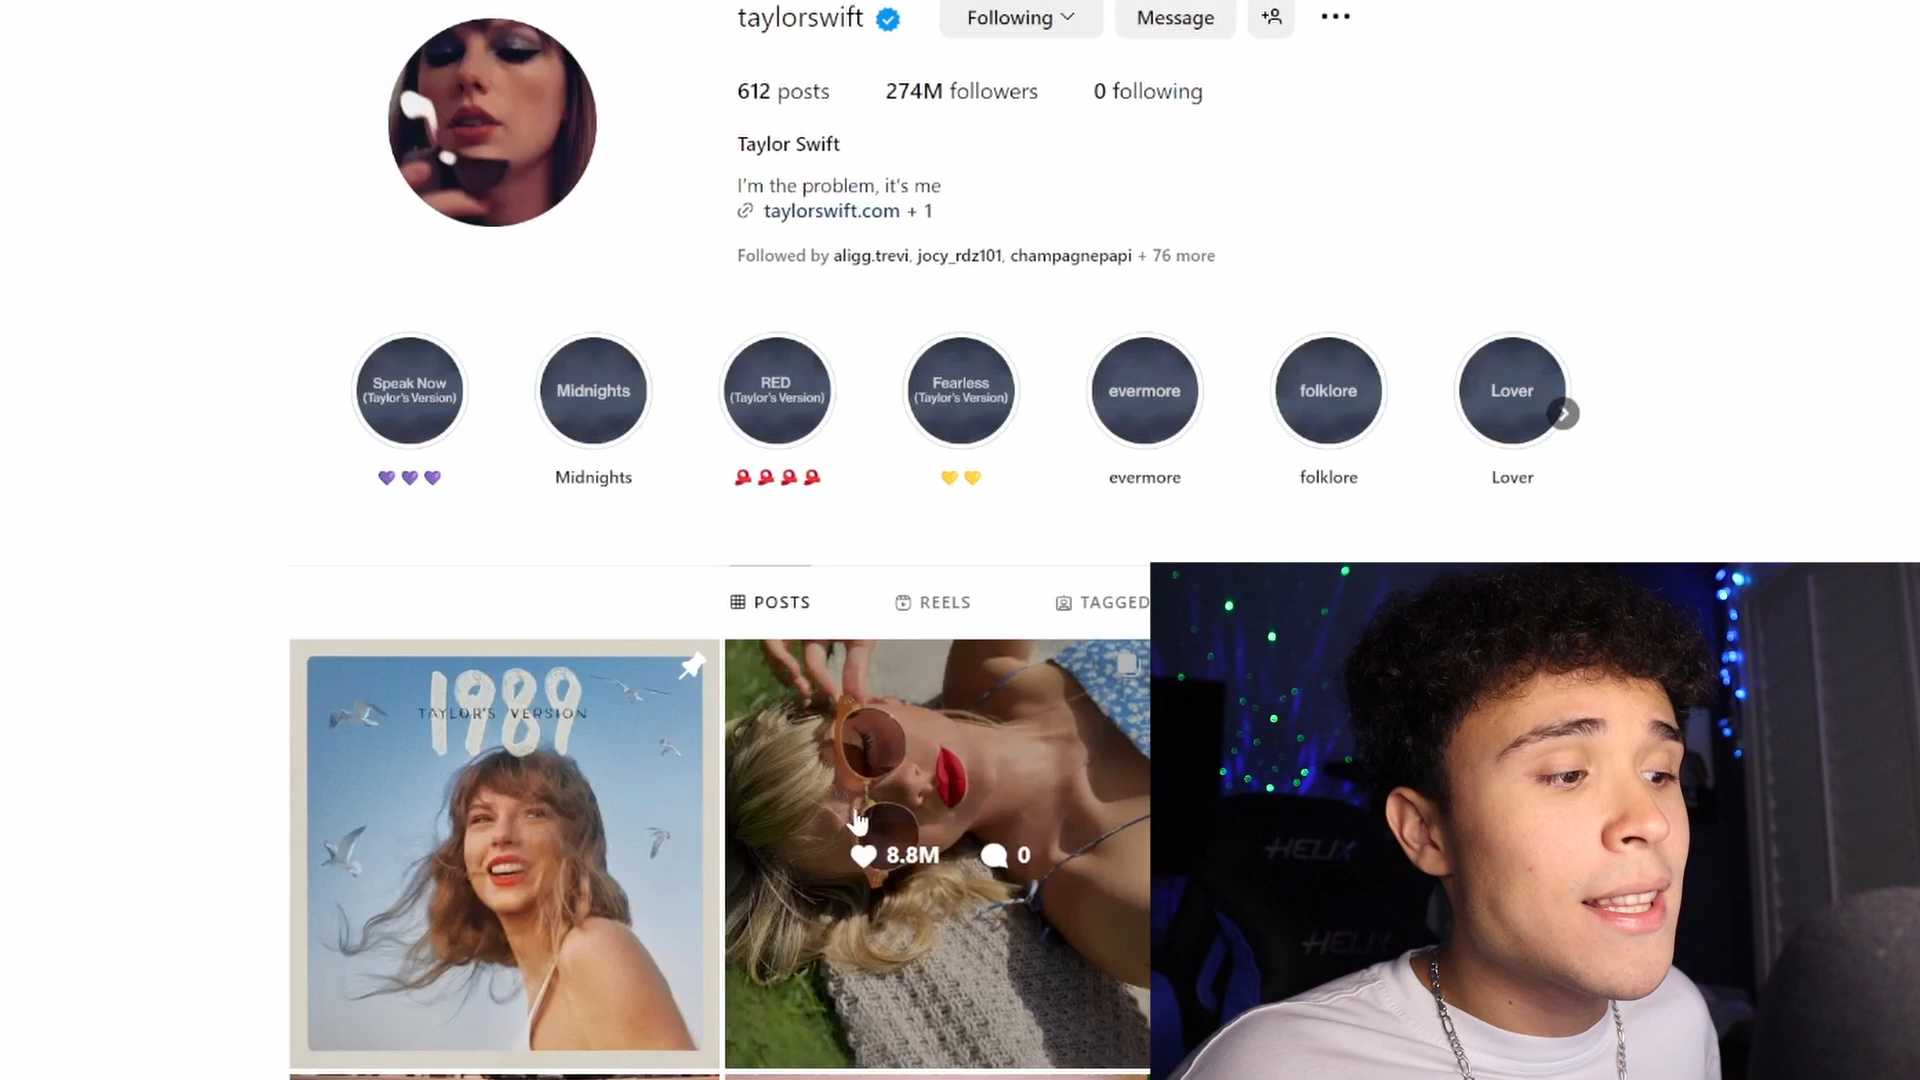 taylorswift
Following
Message
612 posts
274M followers
0 following
Taylor Swift
I'm the problem, it's me
taylorswift.com + 1
Followed by aligg.trevi, jocy_rdz101, champagnepapi + 76 more
Speak Now
(Taylor's Version)
Midnights
RED
(Taylor's Version)
Fearless
(Taylor's Version)
evermore
folklore
Lover
Midnights
evermore
folklore
Lover
POSTS
REELS
TAGGED
1989
TAYLOR'S VERSION
8.8M
0
HELIX
HELIX